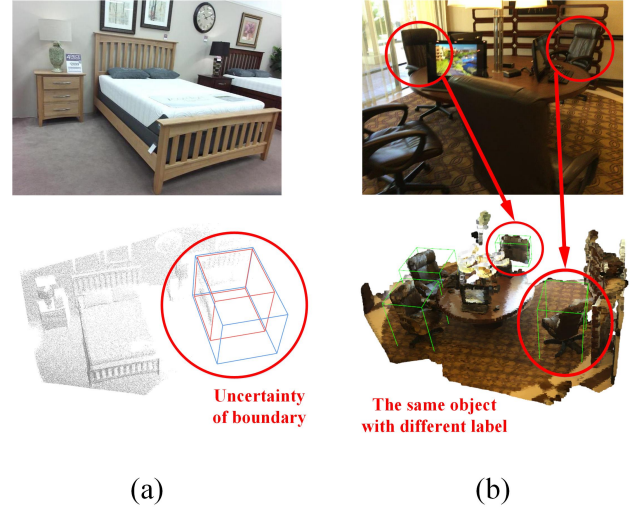 Uncertainty
of boundary
The same object
with different label
(a)
(b)